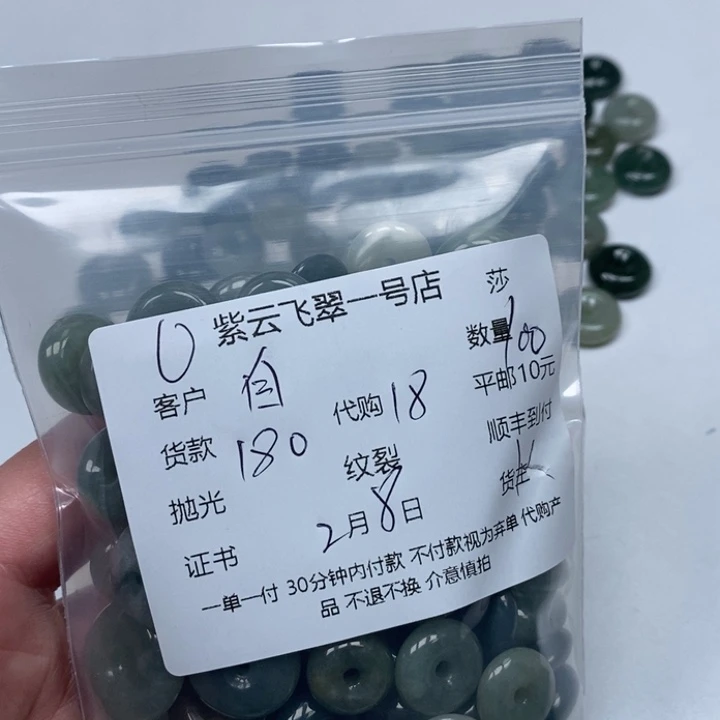 莎
0 紫云飞翠一号店
数量 100
客户 自
代购 18
平邮10元
货款 180
纹裂
顺丰到付
抛光
货主 K
2月8日
证书
一单一付 30分钟内付款 不付款视为弃单 代购产
品 不退不换 介意慎拍